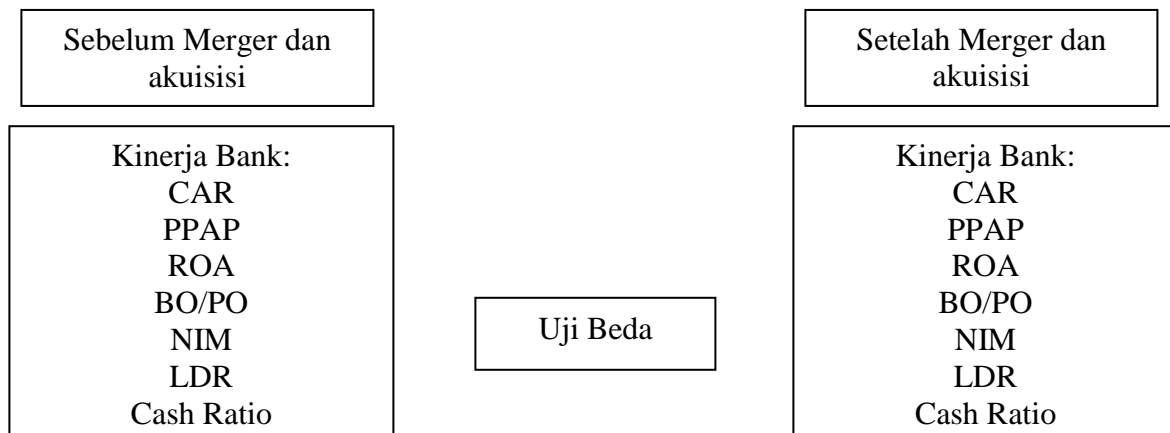 Sebelum Merger dan
akuisisi
Setelah Merger dan
akuisisi
Kinerja Bank:
CAR
PPAP
ROA
BO/PO
NIM
LDR
Cash Ratio
Uji Beda
Kinerja Bank:
CAR
PPAP
ROA
BO/PO
NIM
LDR
Cash Ratio